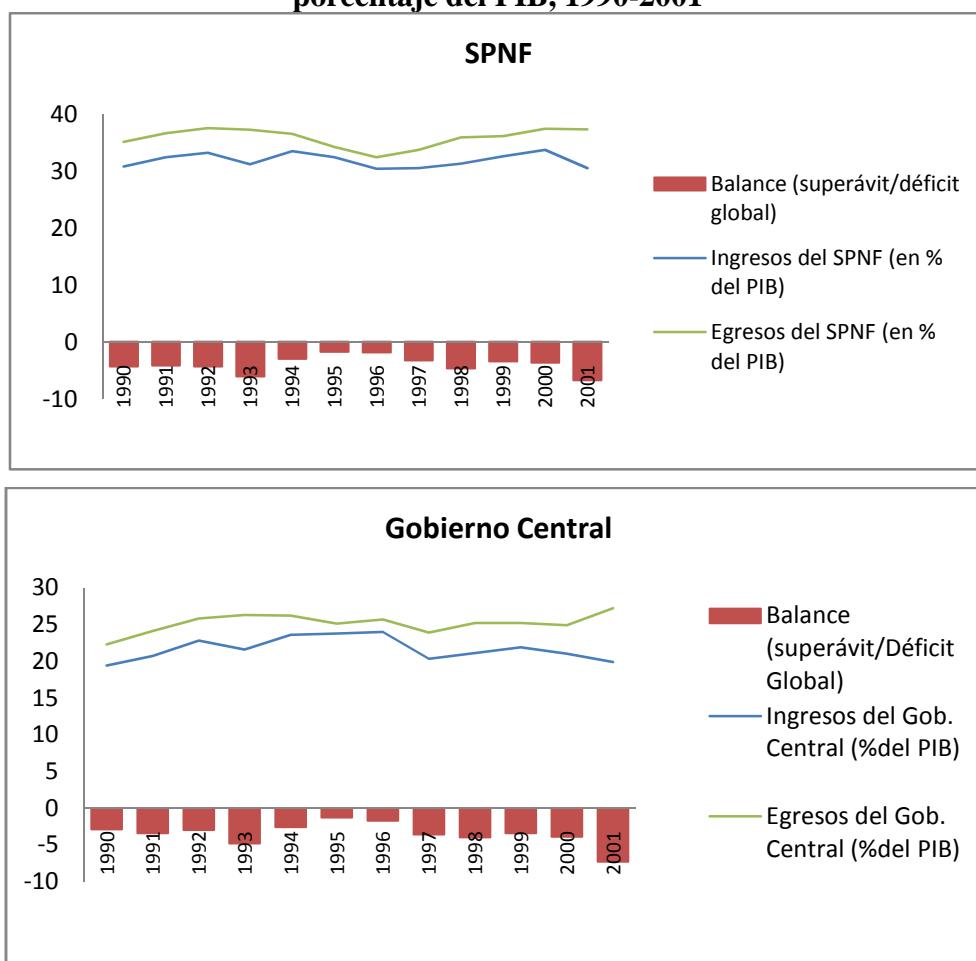 porcentaje del PIB, 1990-2001
SPNF
40
30
20
10
0
-10
1990
1991
1992
1993
1994
1995
1996
1997
1998
1999
2000
2001
Balance (superávit/déficit
global)
Ingresos del SPNF (en %
del PIB)
Egresos del SPNF (en %
del PIB)
Gobierno Central
30
25
20
15
10
5
0
-5
-10
1990
1991
1992
1993
1994
1995
1996
1997
1998
1999
2000
2001
Balance
(superávit/Déficit
Global)
Ingresos del Gob.
Central (%del PIB)
Egresos del Gob.
Central (%del PIB)